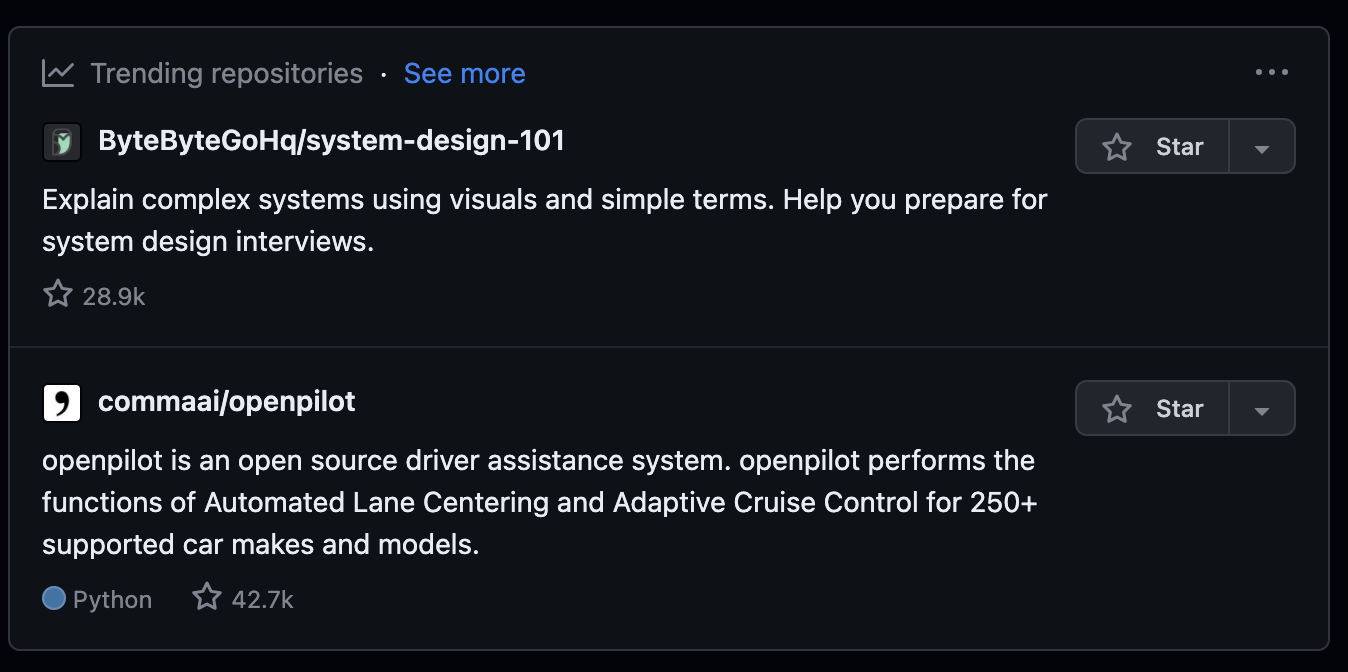 Trending repositories · See more
ByteByteGoHq/system-design-101
Star
Explain complex systems using visuals and simple terms. Help you prepare for
system design interviews.
28.9k
commaai/openpilot
Star
openpilot is an open source driver assistance system. openpilot performs the
functions of Automated Lane Centering and Adaptive Cruise Control for 250+
supported car makes and models.
Python 42.7k